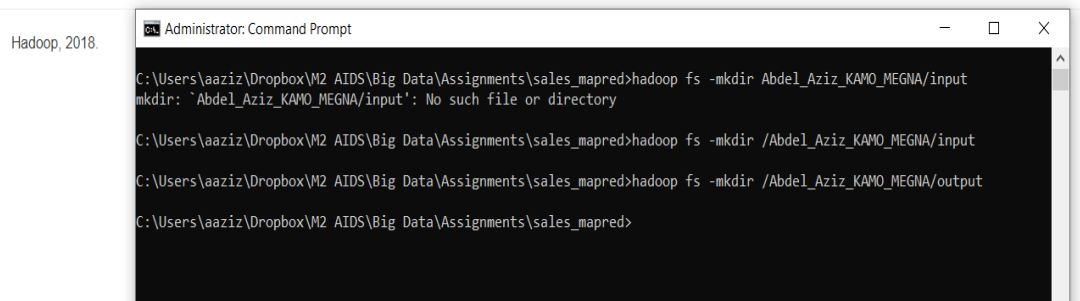 Hadoop, 2018.
Administrator: Command Prompt
C:\Users\aaziz\Dropbox\M2 AIDS\Big Data\Assignments\sales_mapred>hadoop fs -mkdir Abdel_Aziz_KAMO_MEGNA/input
mkdir: `Abdel_Aziz_KAMO_MEGNA/input': No such file or directory
C:\Users\aaziz\Dropbox\M2 AIDS\Big Data\Assignments\sales_mapred>hadoop fs -mkdir /Abdel_Aziz_KAMO_MEGNA/input
C:\Users\aaziz\Dropbox\M2 AIDS\Big Data\Assignments\sales_mapred>hadoop fs -mkdir /Abdel_Aziz_KAMO_MEGNA/output
C:\Users\aaziz\Dropbox\M2 AIDS\Big Data\Assignments\sales_mapred>